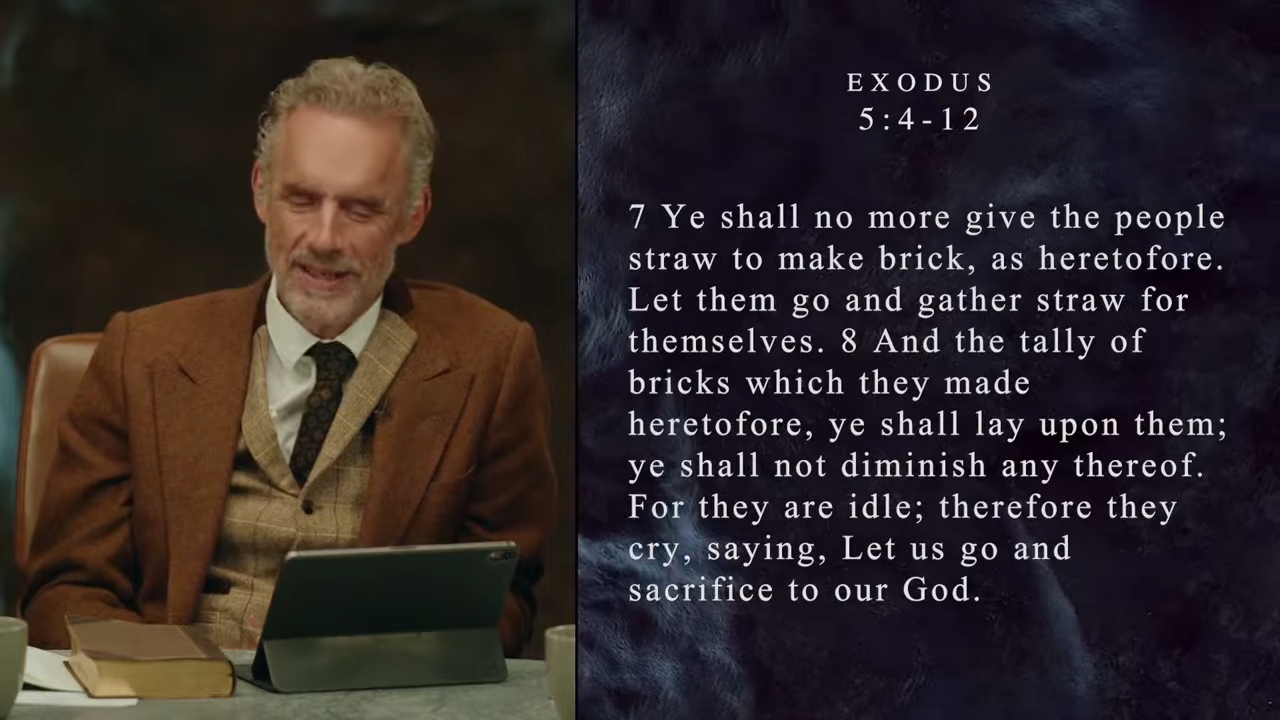 EXODUS
5:4-12
7 Ye shall no more give the people
straw to make brick, as heretofore.
Let them go and gather straw for
themselves. 8 And the tally of
bricks which they made
heretofore, ye shall lay upon them;
ye shall not diminish any thereof.
For they are idle; therefore they
cry, saying, Let us go and
sacrifice to our God.